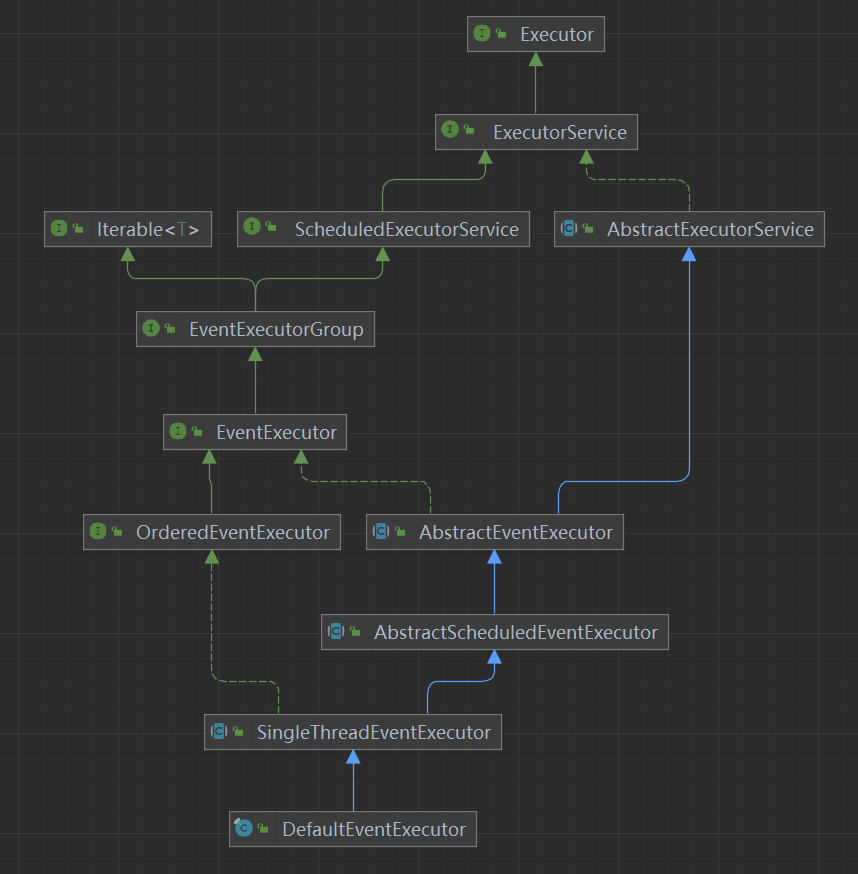 Executor
ExecutorService
Iterable<T>
ScheduledExecutorService
AbstractExecutorService
EventExecutorGroup
EventExecutor
OrderedEventExecutor
AbstractEventExecutor
AbstractScheduledEventExecutor
SingleThreadEventExecutor
DefaultEventExecutor